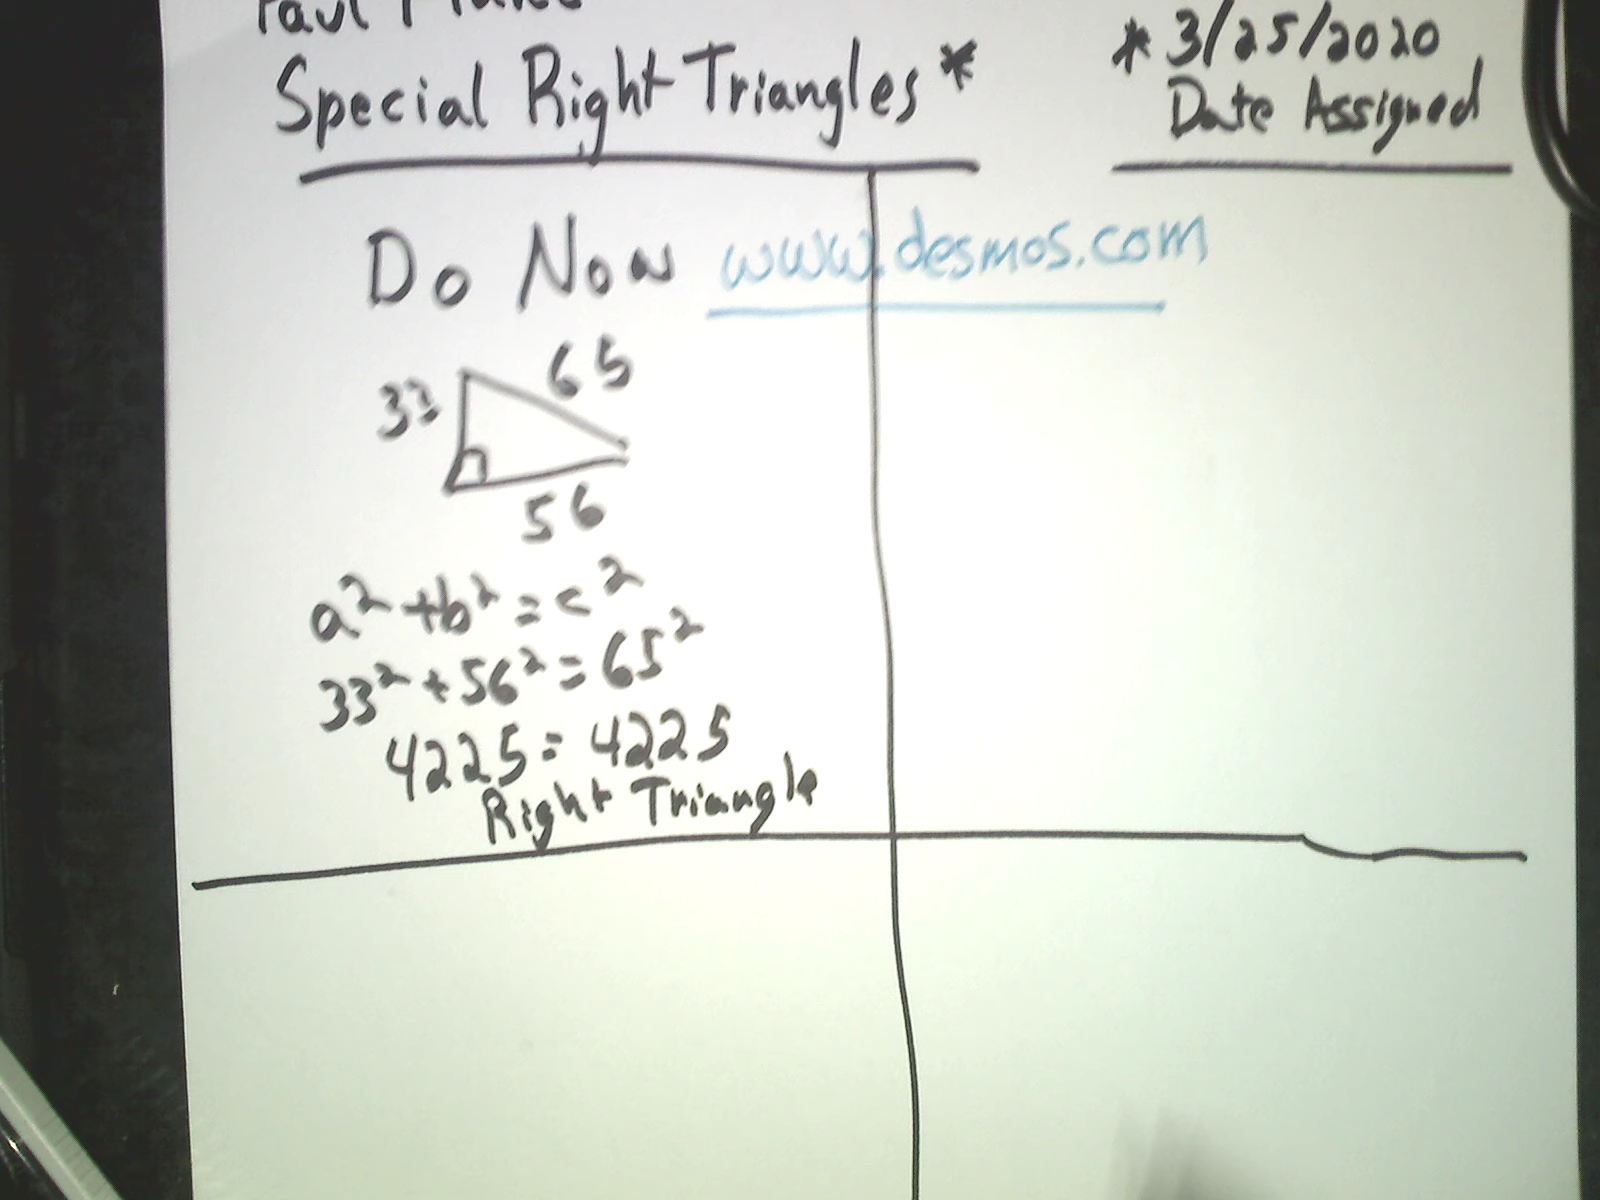 Paul
Special Right Triangles*
* 3/25/2020
Date Assigned
Do Now www.desmos.com
33
65
56
a² + b² = c²
33² + 56² = 65²
4225 = 4225
Right Triangle